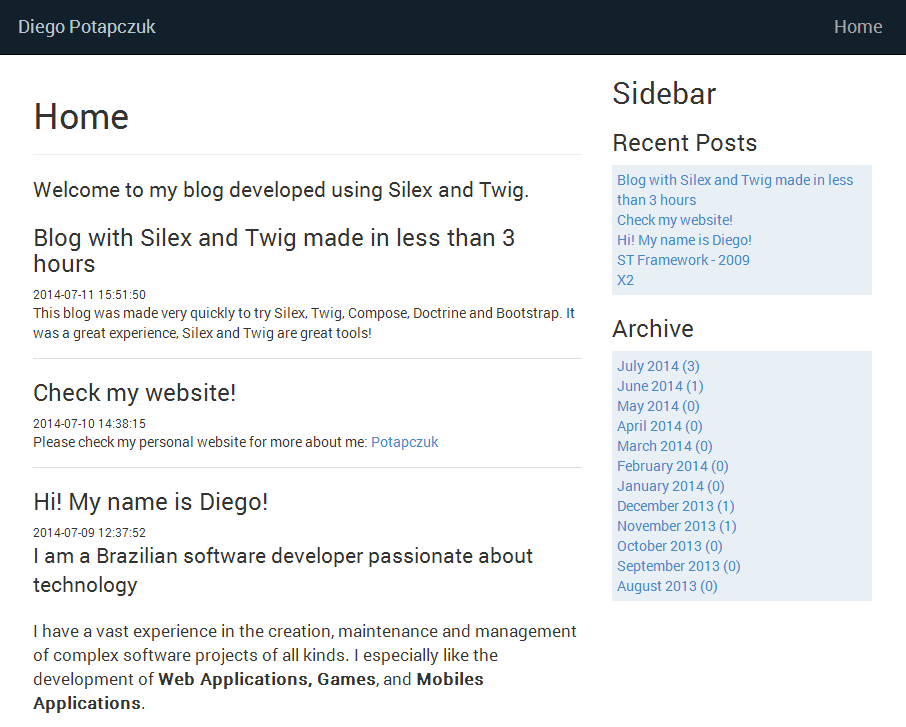 Diego Potapczuk
Home
Home
Welcome to my blog developed using Silex and Twig.
Blog with Silex and Twig made in less than 3
hours
2014-07-11 15:51:50
This blog was made very quickly to try Silex, Twig, Compose, Doctrine and Bootstrap. It
was a great experience, Silex and Twig are great tools!
Check my website!
2014-07-10 14:38:15
Please check my personal website for more about me: Potapczuk
Hi! My name is Diego!
2014-07-09 12:37:52
I am a Brazilian software developer passionate about
technology
I have a vast experience in the creation, maintenance and management
of complex software projects of all kinds. I especially like the
development of Web Applications, Games, and Mobiles
Applications.
Sidebar
Recent Posts
Blog with Silex and Twig made in less
than 3 hours
Check my website!
Hi! My name is Diego!
ST Framework - 2009
X2
Archive
July 2014 (3)
June 2014 (1)
May 2014 (0)
April 2014 (0)
March 2014 (0)
February 2014 (0)
January 2014 (0)
December 2013 (1)
November 2013 (1)
October 2013 (0)
September 2013 (0)
August 2013 (0)